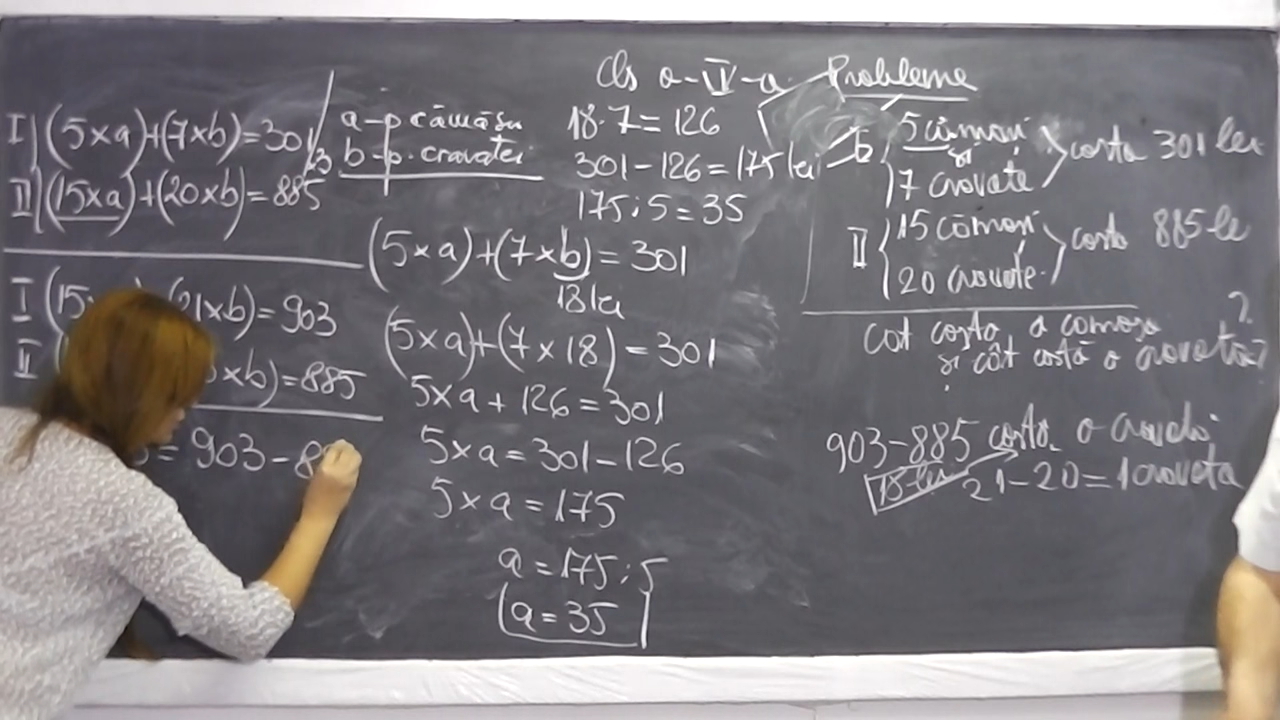 Cls a-IV-a Probleme
I (5×a)+(7×b)=301 /×3
II (15×a)+(20×b)=885
I (15 21×b)=903
II ×b)=885
= 903-88
a-p cămășii
b-p. cravatei
18·7=126
301-126=175 lei
175:5=35
(5×a)+(7×b)=301
18 lei
(5×a)+(7×18)=301
5×a+126=301
5×a=301-126
5×a=175
a=175:5
a=35
I 5 cămăși și 7 cravate costă 301 lei
II 15 cămăși 20 cravate costă 885 le
cât costă o cămașă ?
și cât costă o cravată?
903-885 costă o
18 lei 21-20=1 cravată